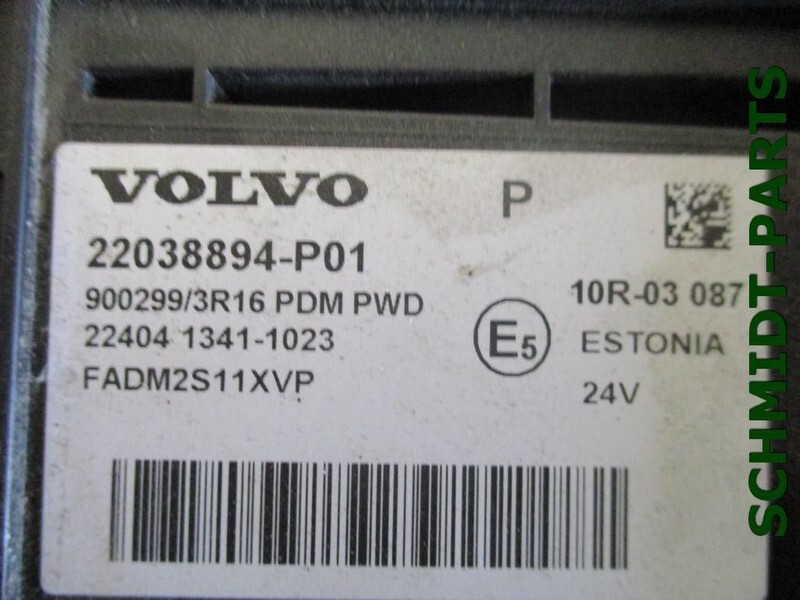 VOLVO P
22038894-P01
900299/3R16 PDM PWD 10R-03 087
22404 1341-1023 E5 ESTONIA
FADM2S11XVP 24V
SCHMIDT-PARTS